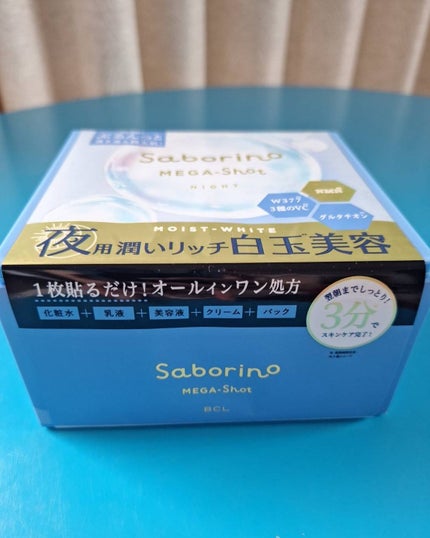 Saborino
MEGA-Shot
NIGHT
W377
3種のVC
グルタチオン
MOIST-WHITE
夜用潤いリッチ白玉美容
1枚貼るだけ!オールインワン処方
化粧水+乳液+美容液+クリーム+パック
翌朝までしっとり!
3分で
スキンケア完了!
Saborino
MEGA-Shot
BCL